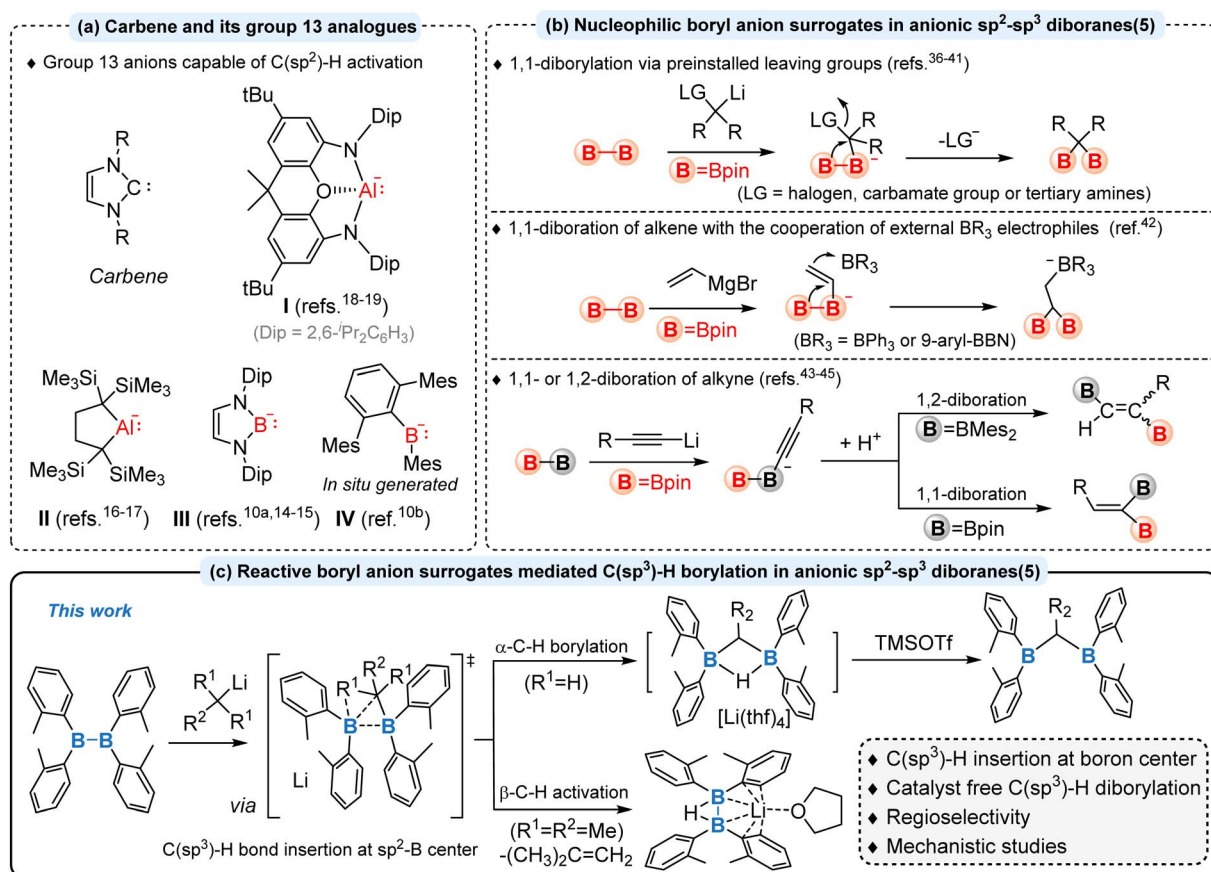 (a) Carbene and its group 13 analogues
♦ Group 13 anions capable of C(sp²)-H activation
R
N
C:
N
R
Carbene
tBu
Dip
N
O
Al⁻:
N
Dip
tBu
I (refs.¹⁸⁻¹⁹)
(Dip = 2,6-ⁱPr₂C₆H₃)
Me₃Si
SiMe₃
Al⁻:
Me₃Si
SiMe₃
II (refs.¹⁶⁻¹⁷)
Dip
N
B⁻:
N
Dip
III (refs.¹⁰ᵃ,¹⁴⁻¹⁵)
Mes
B⁻:
Mes
Mes
In situ generated
IV (ref.¹⁰ᵇ)
(b) Nucleophilic boryl anion surrogates in anionic sp²-sp³ diboranes(5)
♦ 1,1-diborylation via preinstalled leaving groups (refs.³⁶⁻⁴¹)
LG Li
R R
B-B
B=Bpin
LG R
R
B-B⁻
-LG⁻
R R
B B
(LG = halogen, carbamate group or tertiary amines)
♦ 1,1-diboration of alkene with the cooperation of external BR₃ electrophiles (ref.⁴²)
MgBr
B-B
B=Bpin
BR₃
B-B⁻
(BR₃ = BPh₃ or 9-aryl-BBN)
⁻BR₃
B B
♦ 1,1- or 1,2-diboration of alkyne (refs.⁴³⁻⁴⁵)
R Li
B-B
B=Bpin
R
B-B⁻
+ H⁺
1,2-diboration
B=BMes₂
B R
C=C
H B
1,1-diboration
B=Bpin
R B
B
(c) Reactive boryl anion surrogates mediated C(sp³)-H borylation in anionic sp²-sp³ diboranes(5)
This work
B-B
R¹ Li
R² R¹
via
R²
R¹ R¹
B B
Li
‡
C(sp³)-H bond insertion at sp²-B center
α-C-H borylation
(R¹=H)
R₂
B B
H
[Li(thf)₄]
TMSOTf
R₂
B B
β-C-H activation
(R¹=R²=Me)
-(CH₃)₂C=CH₂
B
H Li O
B
♦ C(sp³)-H insertion at boron center
♦ Catalyst free C(sp³)-H diborylation
♦ Regioselectivity
♦ Mechanistic studies